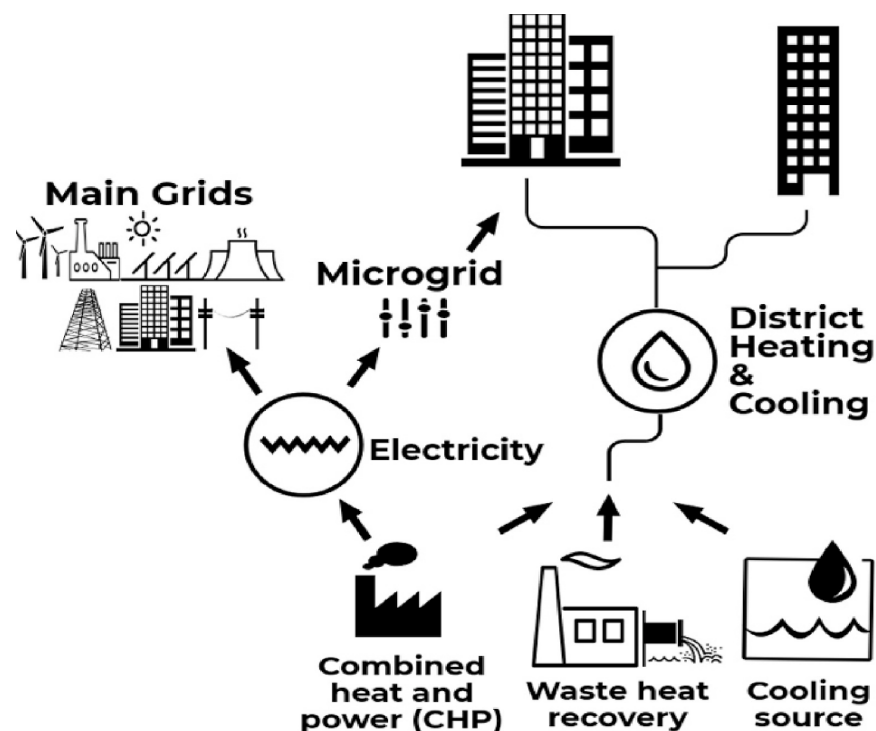 Main Grids
Microgrid
District
Heating
&
Cooling
Electricity
Combined
heat and
power (CHP)
Waste heat
recovery
Cooling
source